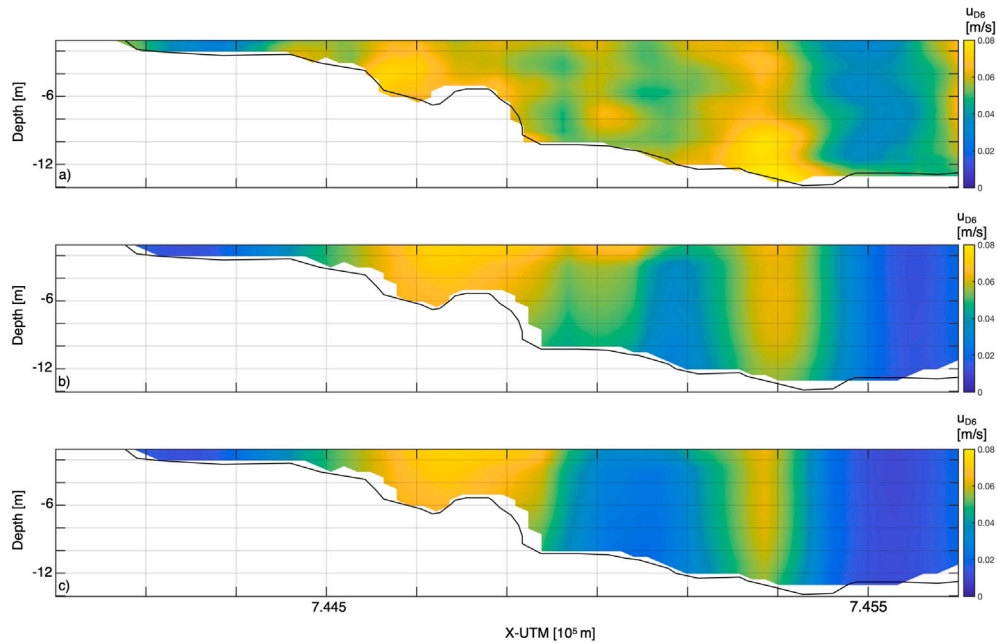 u_D6
[m/s]
0.08
0.06
0.04
0.02
0
Depth [m]
-6
-12
a)
u_D6
[m/s]
0.08
0.06
0.04
0.02
0
Depth [m]
-6
-12
b)
u_D6
[m/s]
0.08
0.06
0.04
0.02
0
Depth [m]
-6
-12
c)
7.445
7.455
X-UTM [10⁵ m]